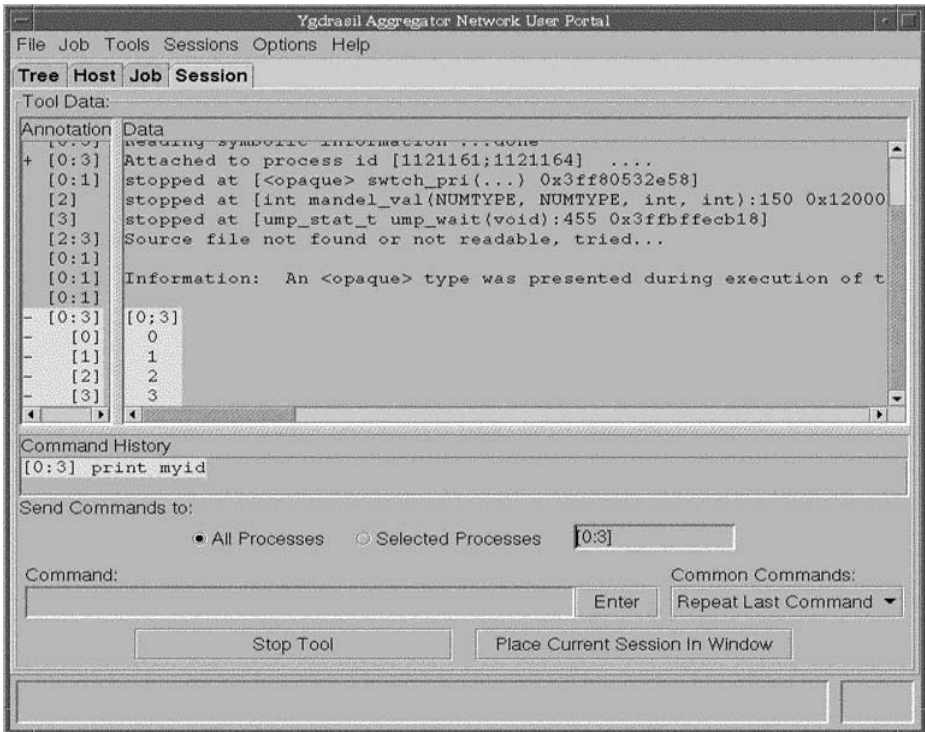 Ygdrasil Aggregator Network User Portal
File Job Tools Sessions Options Help
Tree Host Job Session
Tool Data:
Annotation Data
[0:3] Reading symbolic information ...done
+ [0:3] Attached to process id [1121161;1121164] ....
[0:1] stopped at [<opaque> swtch_pri(...) 0x3ff80532e58]
[2] stopped at [int mandel_val(NUMTYPE, NUMTYPE, int, int):150 0x12000
[3] stopped at [ump_stat_t ump_wait(void):455 0x3ffbffecb18]
[2:3] Source file not found or not readable, tried...
[0:1]
[0:1] Information: An <opaque> type was presented during execution of t
[0:1]
- [0:3] [0;3]
- [0] 0
- [1] 1
- [2] 2
- [3] 3
Command History
[0:3] print myid
Send Commands to:
All Processes Selected Processes [0:3]
Command: Common Commands:
Enter Repeat Last Command
Stop Tool Place Current Session In Window